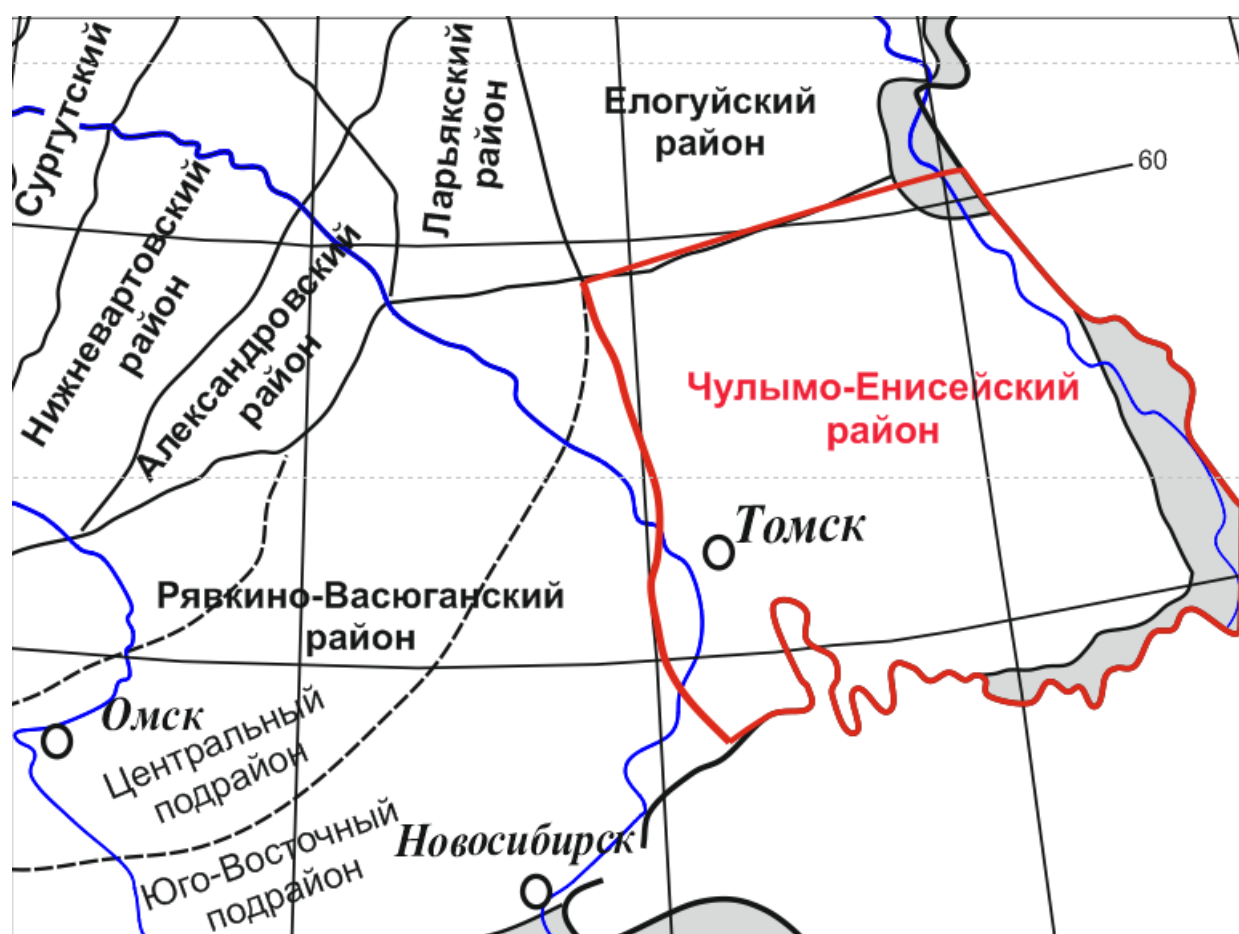 Сургутский
Ларьякский
район
Елогуйский
район
60
Нижневартовский
район
Александровский
район
Чулымо-Енисейский
район
Томск
Рявкино-Васюганский
район
Омск
Центральный
подрайон
Юго-Восточный
подрайон
Новосибирск